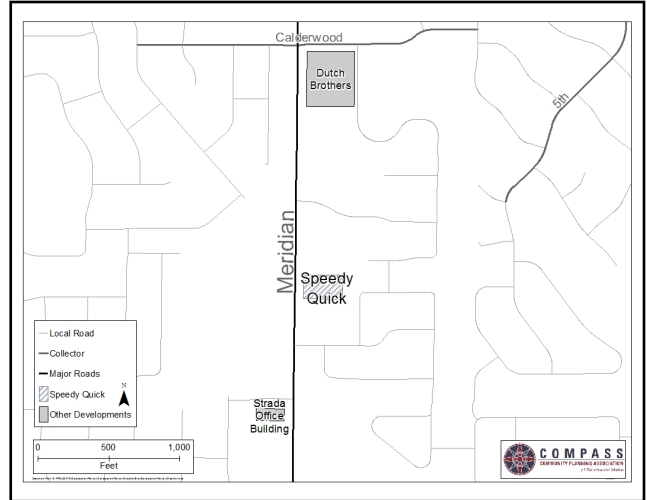 Calderwood
Dutch
Brothers
5th
Meridian
Speedy
Quick
Local Road
Collector
Major Roads
Speedy Quick
Other Developments
N
Strada
Office
Building
0 500 1,000
Feet
COMPASS
COMMUNITY PLANNING ASSOCIATION
of Southwest Idaho